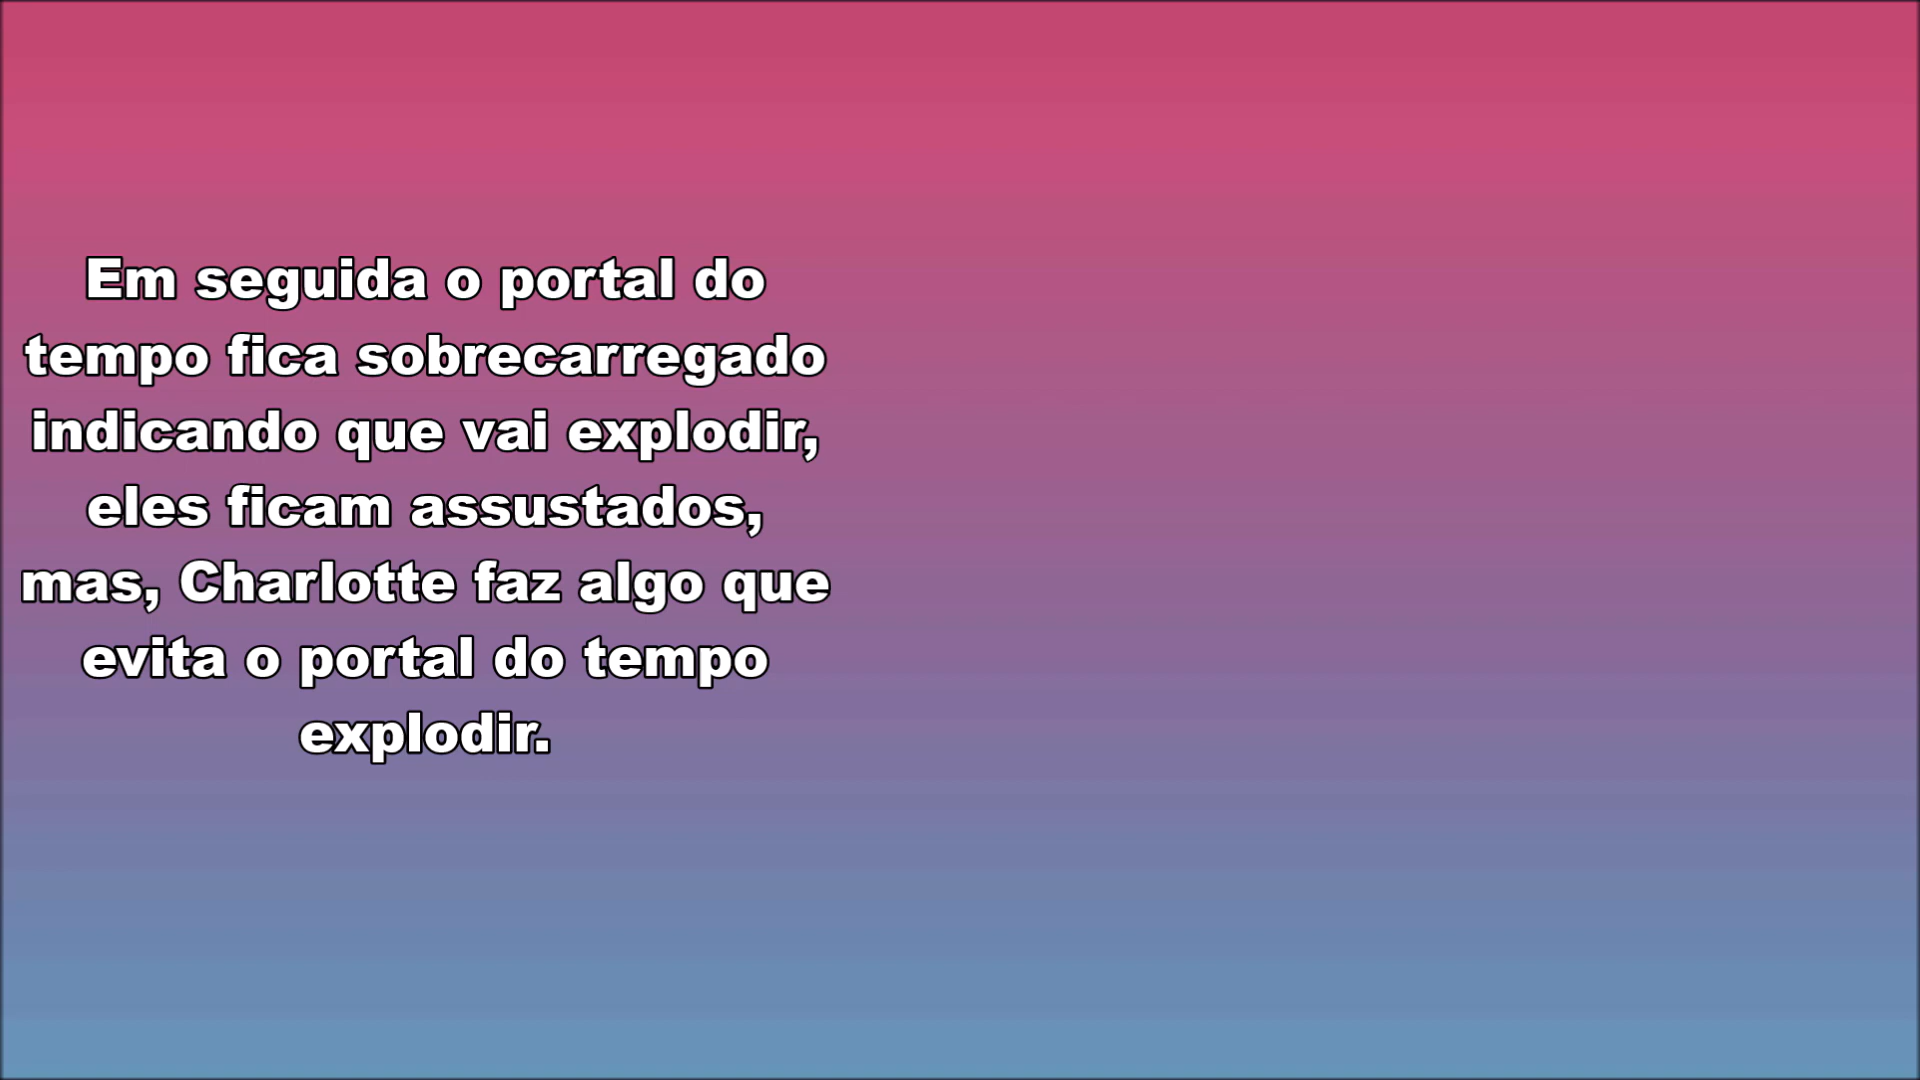 Em seguida o portal do
tempo fica sobrecarregado
indicando que vai explodir,
eles ficam assustados,
mas, Charlotte faz algo que
evita o portal do tempo
explodir.